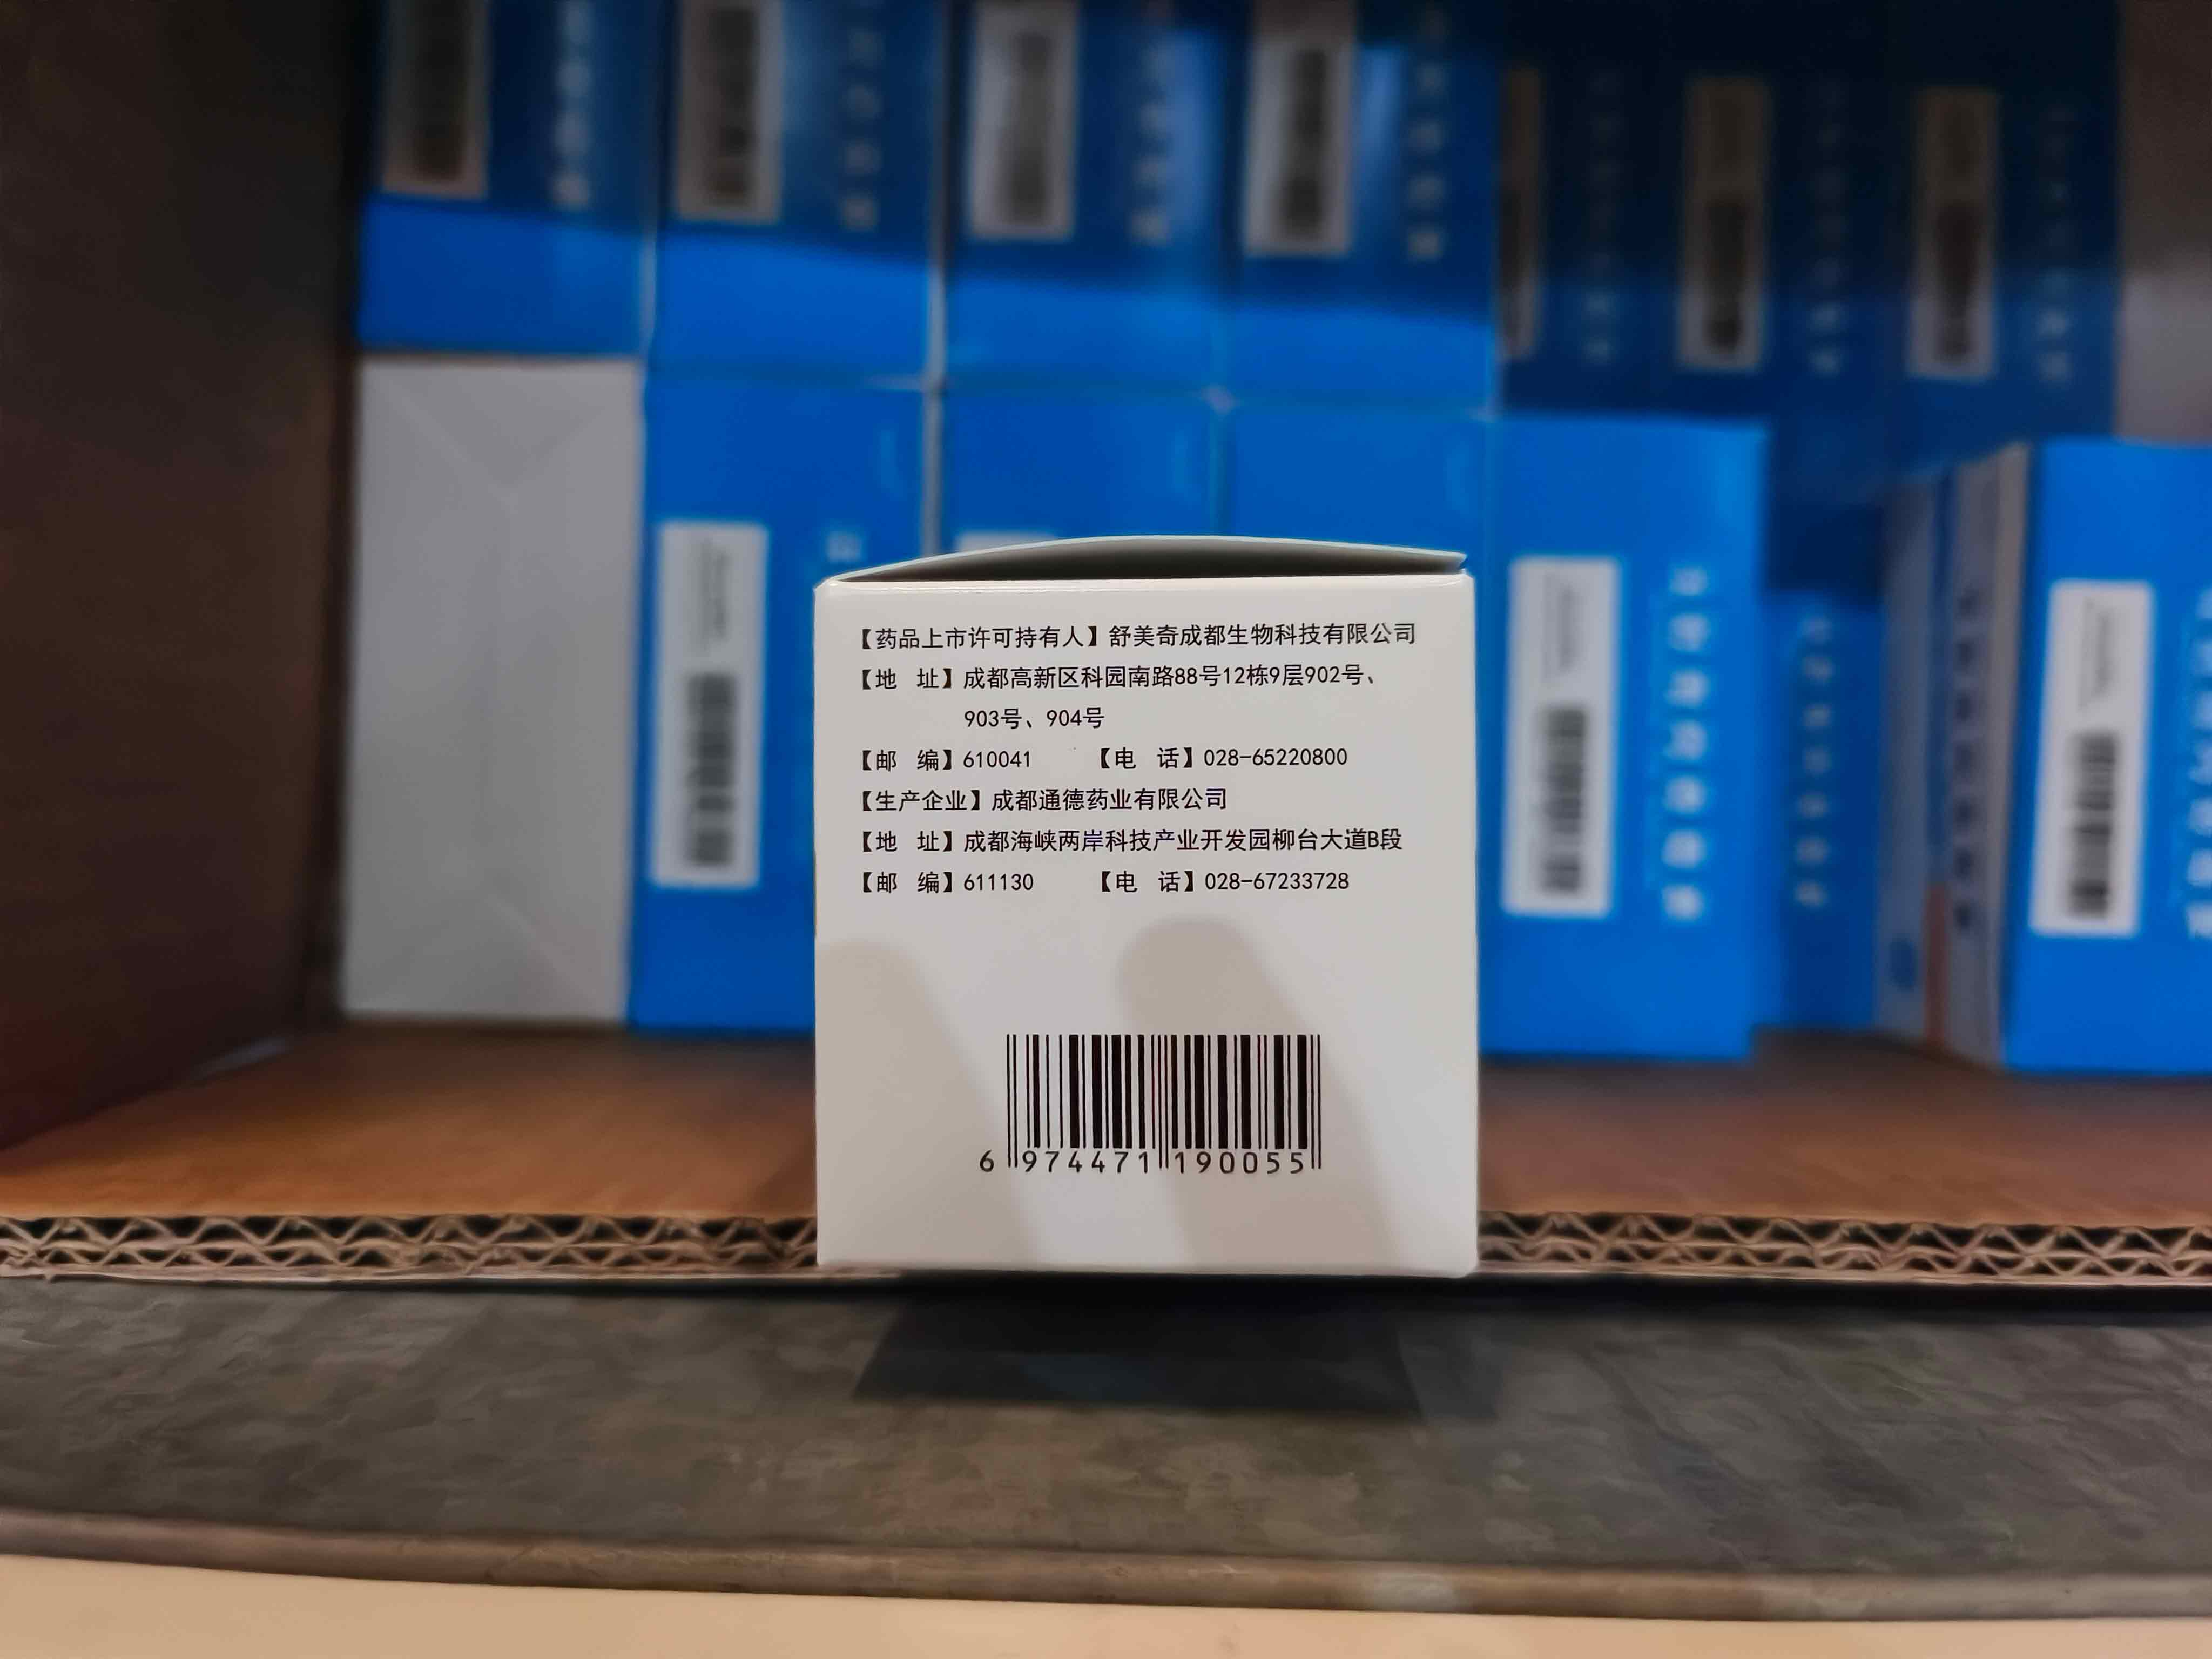 【药品上市许可持有人】舒美奇成都生物科技有限公司
【地 址】成都高新区科园南路88号12栋9层902号、
903号、904号
【邮 编】610041 【电 话】028-65220800
【生产企业】成都通德药业有限公司
【地 址】成都海峡两岸科技产业开发园柳台大道B段
【邮 编】611130 【电 话】028-67233728
6 974471 190055